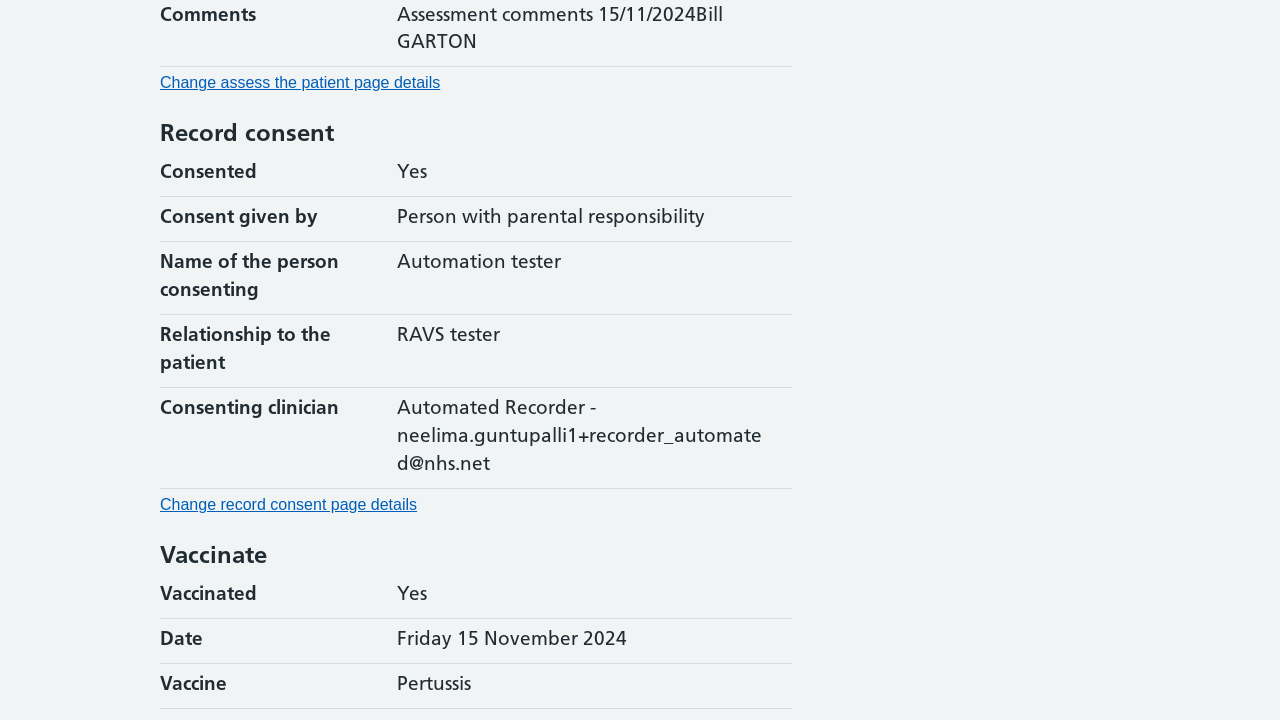 Comments Assessment comments 15/11/2024Bill
GARTON
Change assess the patient page details
Record consent
Consented Yes
Consent given by Person with parental responsibility
Name of the person Automation tester
consenting
Relationship to the RAVS tester
patient
Consenting clinician Automated Recorder -
neelima.guntupalli1+recorder_automate
d@nhs.net
Change record consent page details
Vaccinate
Vaccinated Yes
Date Friday 15 November 2024
Vaccine Pertussis